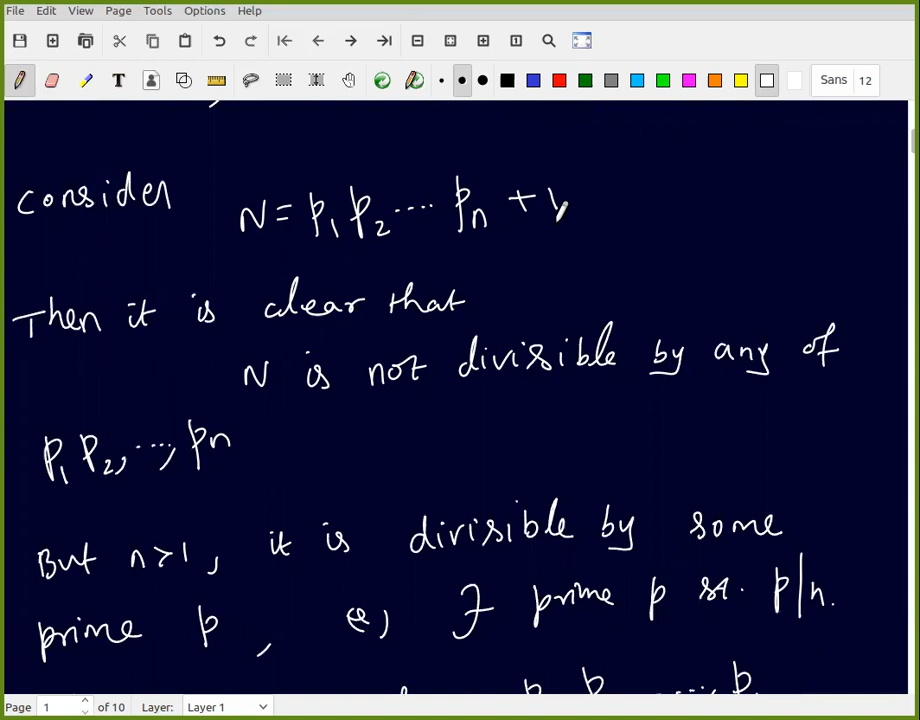 File Edit View Page Tools Options Help
Sans 12
consider N = p₁ p₂ .... pₙ + 1
Then it is clear that
N is not divisible by any of
p₁ p₂, ..., pn
But n > 1, it is divisible by some
prime p, (ie) ∃ prime p st. p|n.
Page 1 of 10 Layer: Layer 1